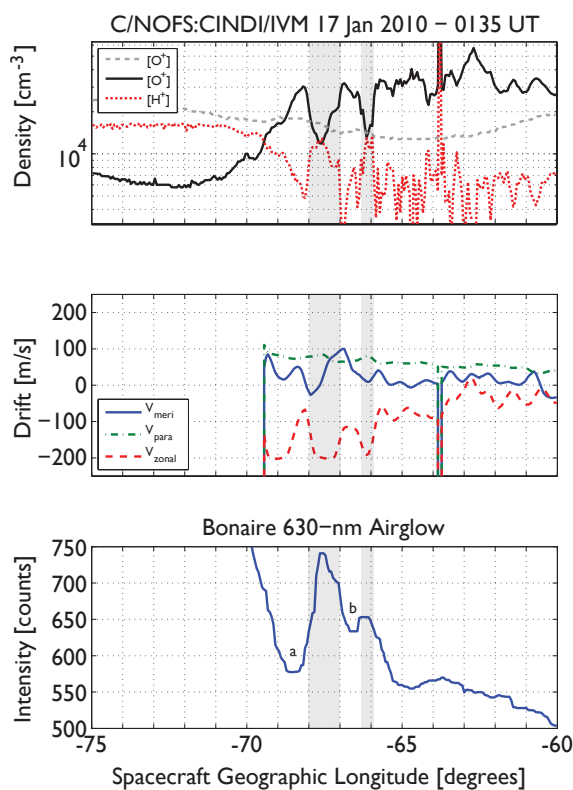 C/NOFS:CINDI/IVM 17 Jan 2010 − 0135 UT
Density [cm⁻³]
[O⁺]
[O⁺]
[H⁺]
10⁴
Drift [m/s]
200
100
0
−100
−200
V_meri
V_para
V_zonal
Bonaire 630−nm Airglow
Intensity [counts]
750
700
650
600
550
500
a
b
-75
-70
-65
-60
Spacecraft Geographic Longitude [degrees]